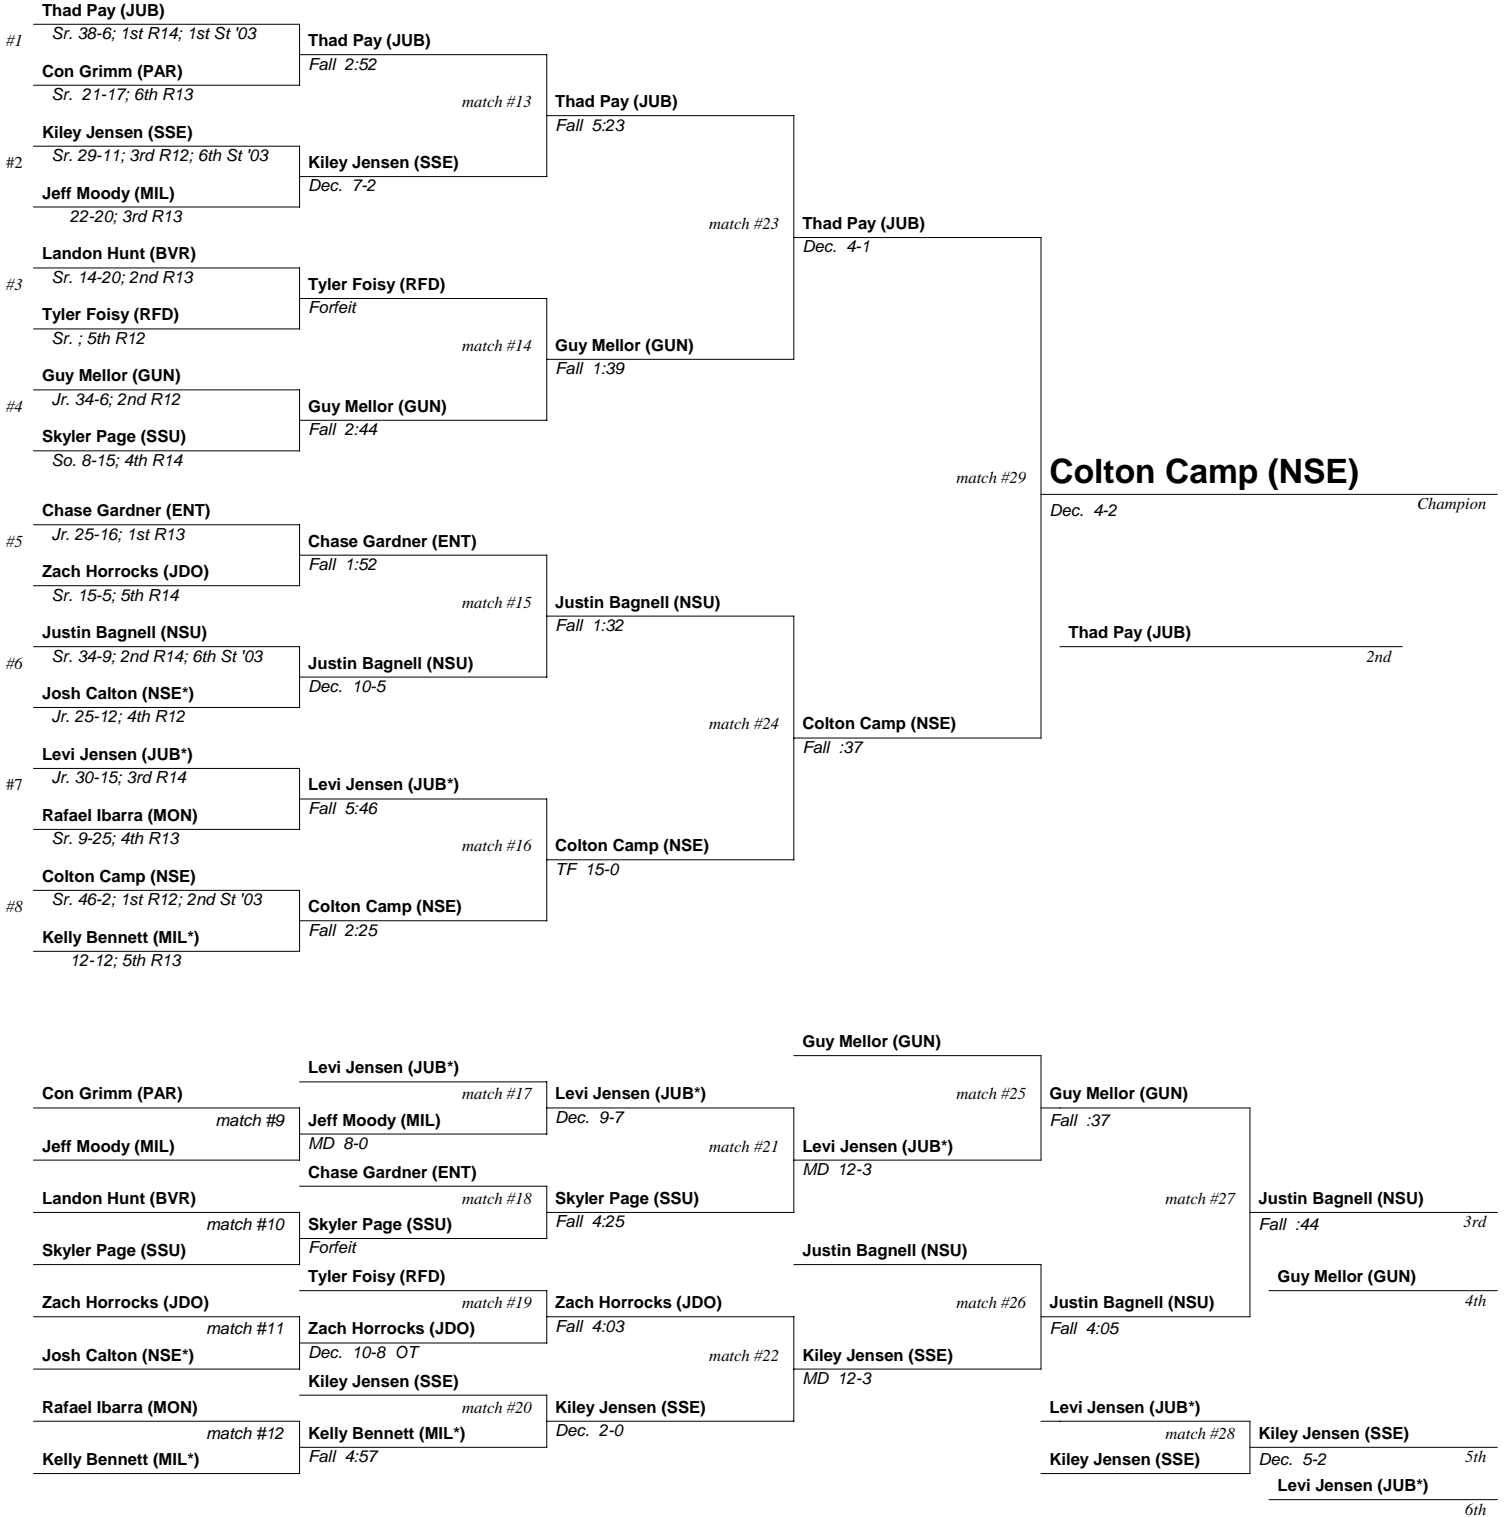 Thad Pay (JUB)
#1 Sr. 38-6; 1st R14; 1st St '03
Thad Pay (JUB)
Fall 2:52
Con Grimm (PAR)
Sr. 21-17; 6th R13
match #13 Thad Pay (JUB)
Fall 5:23
Kiley Jensen (SSE)
#2 Sr. 29-11; 3rd R12; 6th St '03
Kiley Jensen (SSE)
Dec. 7-2
Jeff Moody (MIL)
22-20; 3rd R13
match #23 Thad Pay (JUB)
Dec. 4-1
Landon Hunt (BVR)
#3 Sr. 14-20; 2nd R13
Tyler Foisy (RFD)
Forfeit
Tyler Foisy (RFD)
Sr. ; 5th R12
match #14 Guy Mellor (GUN)
Fall 1:39
Guy Mellor (GUN)
#4 Jr. 34-6; 2nd R12
Guy Mellor (GUN)
Fall 2:44
Skyler Page (SSU)
So. 8-15; 4th R14
match #29 Colton Camp (NSE)
Dec. 4-2 Champion
Chase Gardner (ENT)
#5 Jr. 25-16; 1st R13
Chase Gardner (ENT)
Fall 1:52
Zach Horrocks (JDO)
Sr. 15-5; 5th R14
match #15 Justin Bagnell (NSU)
Fall 1:32
Thad Pay (JUB)
2nd
Justin Bagnell (NSU)
#6 Sr. 34-9; 2nd R14; 6th St '03
Justin Bagnell (NSU)
Dec. 10-5
Josh Calton (NSE*)
Jr. 25-12; 4th R12
match #24 Colton Camp (NSE)
Fall :37
Levi Jensen (JUB*)
#7 Jr. 30-15; 3rd R14
Levi Jensen (JUB*)
Fall 5:46
Rafael Ibarra (MON)
Sr. 9-25; 4th R13
match #16 Colton Camp (NSE)
TF 15-0
Colton Camp (NSE)
#8 Sr. 46-2; 1st R12; 2nd St '03
Colton Camp (NSE)
Fall 2:25
Kelly Bennett (MIL*)
12-12; 5th R13
Guy Mellor (GUN)
Levi Jensen (JUB*)
Con Grimm (PAR) match #17 Levi Jensen (JUB*) match #25 Guy Mellor (GUN)
match #9 Jeff Moody (MIL) Dec. 9-7 Fall :37
Jeff Moody (MIL) MD 8-0 match #21 Levi Jensen (JUB*)
MD 12-3
Chase Gardner (ENT)
Landon Hunt (BVR) match #18 Skyler Page (SSU) match #27 Justin Bagnell (NSU)
match #10 Skyler Page (SSU) Fall 4:25 Fall :44 3rd
Skyler Page (SSU) Forfeit Justin Bagnell (NSU)
Tyler Foisy (RFD) Guy Mellor (GUN)
4th
Zach Horrocks (JDO) match #19 Zach Horrocks (JDO) match #26 Justin Bagnell (NSU)
match #11 Zach Horrocks (JDO) Fall 4:03 Fall 4:05
Josh Calton (NSE*) Dec. 10-8 OT match #22 Kiley Jensen (SSE)
MD 12-3
Kiley Jensen (SSE)
Rafael Ibarra (MON) match #20 Kiley Jensen (SSE) Levi Jensen (JUB*)
match #12 Kelly Bennett (MIL*) Dec. 2-0 match #28 Kiley Jensen (SSE)
Kelly Bennett (MIL*) Fall 4:57 Kiley Jensen (SSE) Dec. 5-2 5th
Levi Jensen (JUB*)
6th